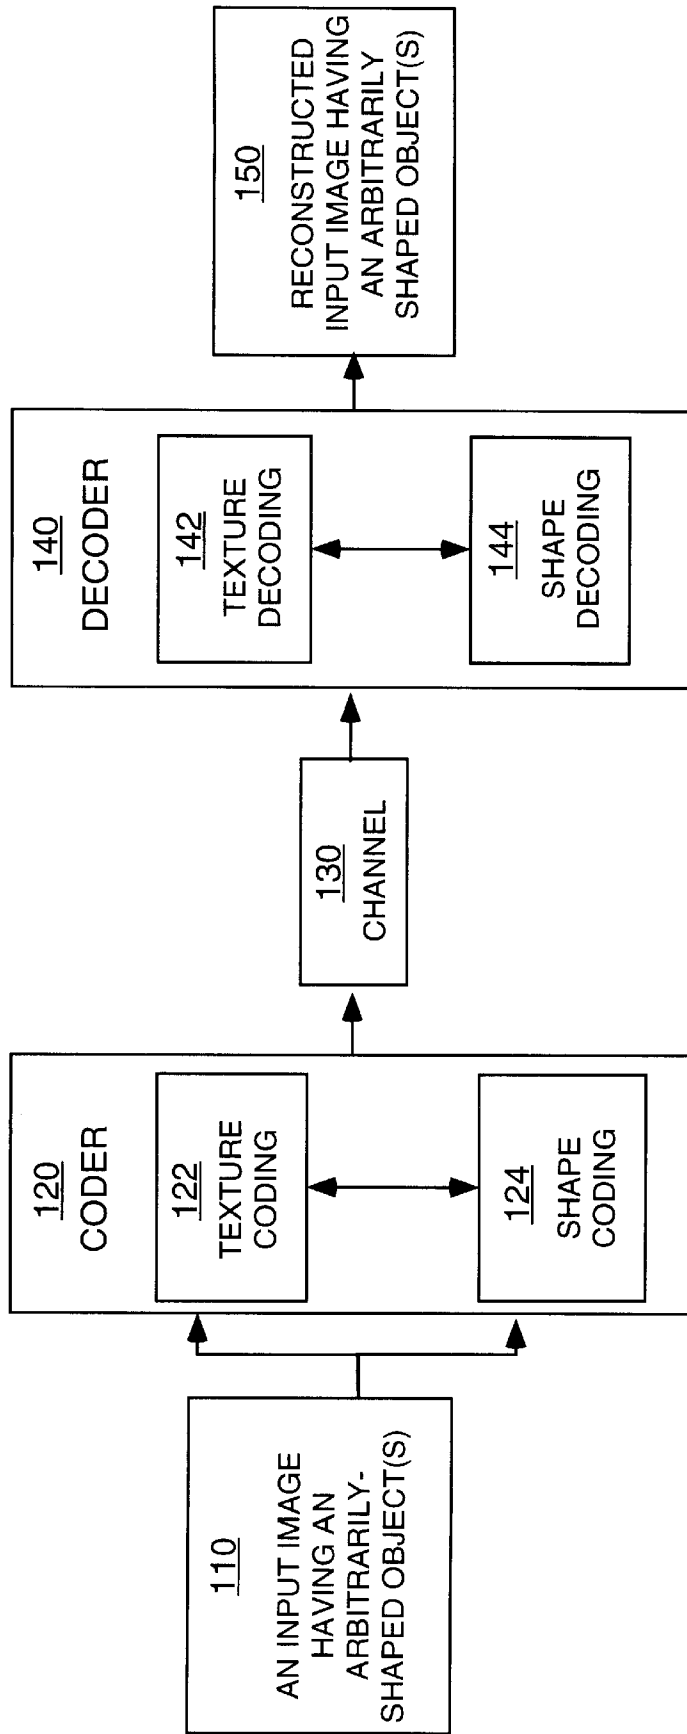 110
AN INPUT IMAGE
HAVING AN
ARBITRARILY-
SHAPED OBJECT(S)
120
CODER
122
TEXTURE
CODING
124
SHAPE
CODING
130
CHANNEL
140
DECODER
142
TEXTURE
DECODING
144
SHAPE
DECODING
150
RECONSTRUCTED
INPUT IMAGE HAVING
AN ARBITRARILY
SHAPED OBJECT(S)